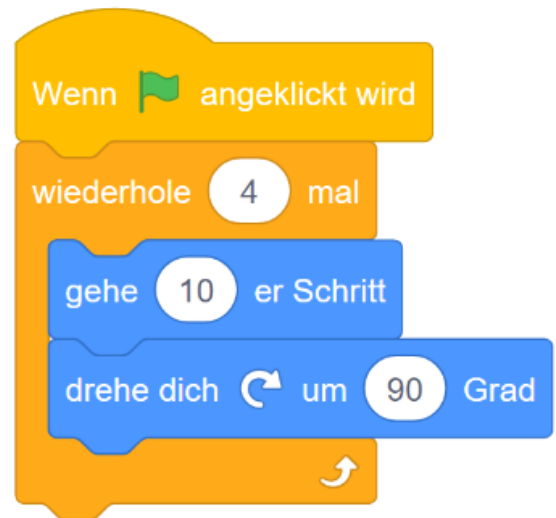 Wenn angeklickt wird
wiederhole 4 mal
gehe 10 er Schritt
drehe dich um 90 Grad